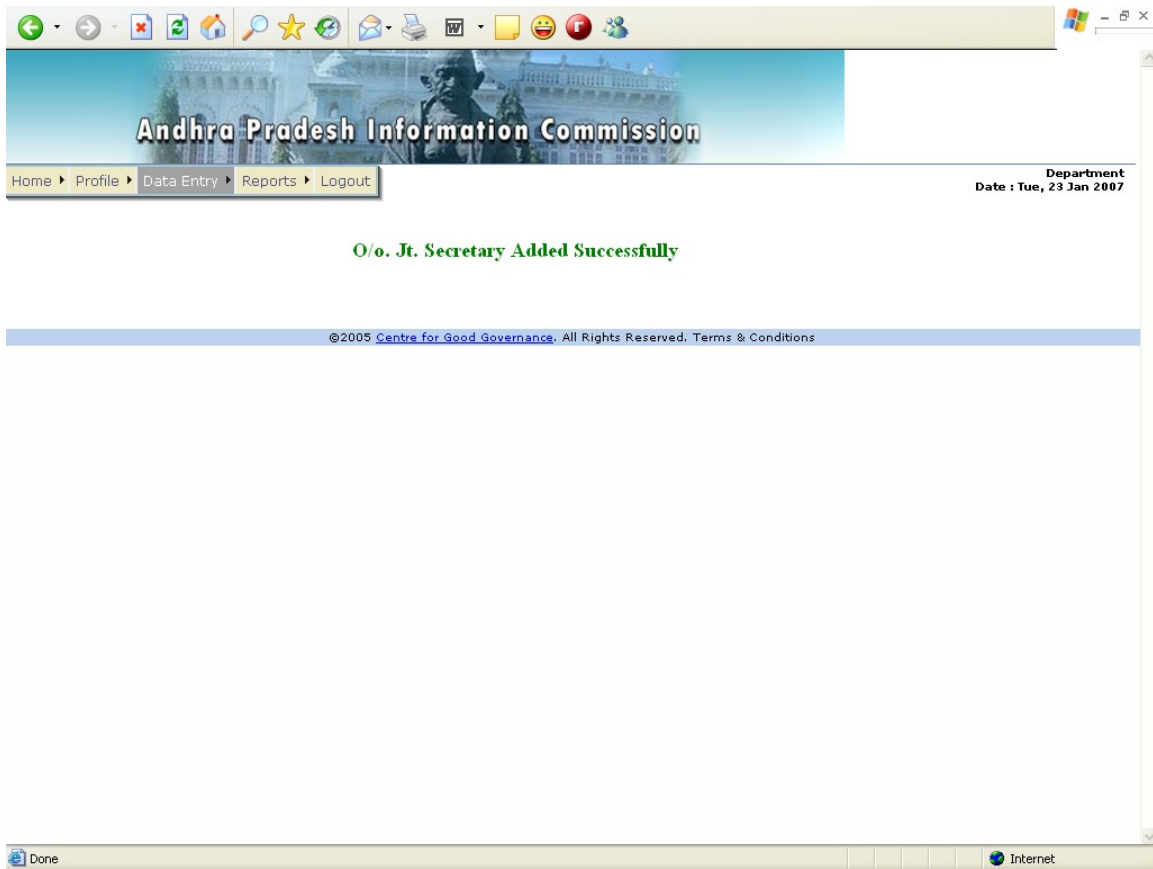 Andhra Pradesh Information Commission
Home Profile Data Entry Reports Logout
Department
Date : Tue, 23 Jan 2007
O/o. Jt. Secretary Added Successfully
©2005 Centre for Good Governance. All Rights Reserved. Terms & Conditions
Done
Internet